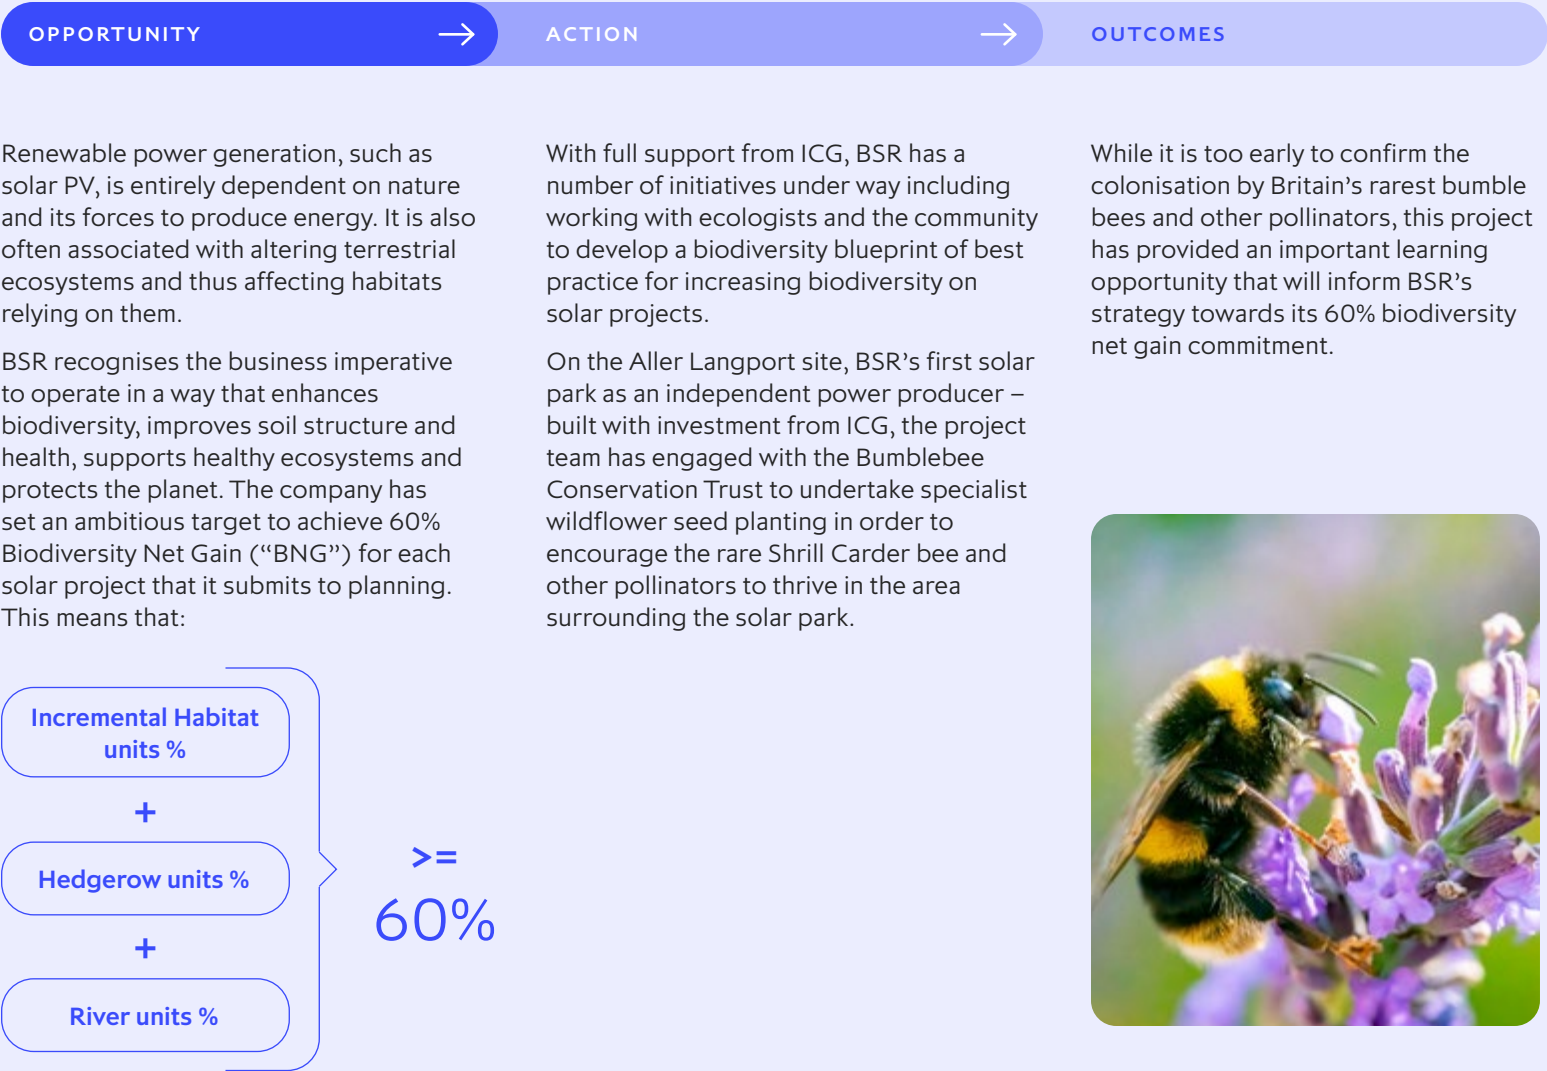 OPPORTUNITY
Renewable power generation, such as
solar PV, is entirely dependent on nature
and its forces to produce energy. It is also
often associated with altering terrestrial
ecosystems and thus affecting habitats
relying on them.
BSR recognises the business imperative
to operate in a way that enhances
biodiversity, improves soil structure and
health, supports healthy ecosystems and
protects the planet. The company has
set an ambitious target to achieve 60%
Biodiversity Net Gain (“BNG”) for each
solar project that it submits to planning.
This means that:
Incremental Habitat
units %
+
Hedgerow units %
+
River units %
>=
60%
ACTION
With full support from ICG, BSR has a
number of initiatives under way including
working with ecologists and the community
to develop a biodiversity blueprint of best
practice for increasing biodiversity on
solar projects.
On the Aller Langport site, BSR’s first solar
park as an independent power producer –
built with investment from ICG, the project
team has engaged with the Bumblebee
Conservation Trust to undertake specialist
wildflower seed planting in order to
encourage the rare Shrill Carder bee and
other pollinators to thrive in the area
surrounding the solar park.
OUTCOMES
While it is too early to confirm the
colonisation by Britain’s rarest bumble
bees and other pollinators, this project
has provided an important learning
opportunity that will inform BSR’s
strategy towards its 60% biodiversity
net gain commitment.